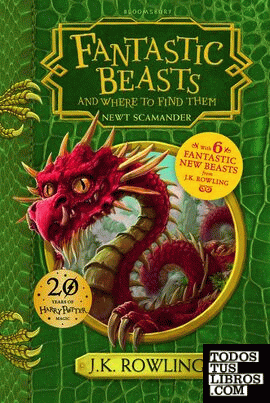 BLOOMSBURY
FANTASTIC
BEASTS
AND WHERE TO FIND THEM
NEWT SCAMANDER
With 6
FANTASTIC
NEW BEASTS
from
J.K. ROWLING
20
YEARS OF
HARRY POTTER
MAGIC
J.K. ROWLING
TODOS
TUS
LIBROS
.COM